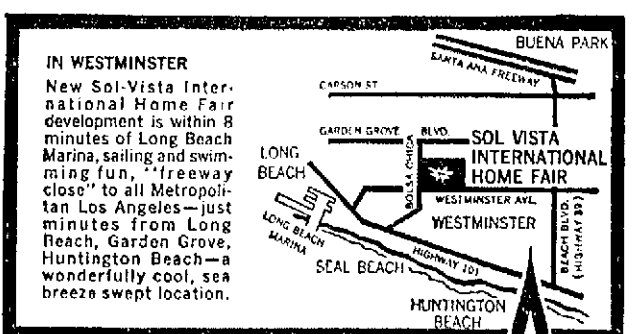 IN WESTMINSTER
New Sol-Vista Inter-
national Home Fair
development is within 8
minutes of Long Beach
Marina, sailing and swim-
ming fun, "freeway
close" to all Metropoli-
tan Los Angeles—just
minutes from Long
Beach, Garden Grove,
Huntington Beach—a
wonderfully cool, sea
breeze swept location.
BUENA PARK
SANTA ANA FREEWAY
CARSON ST.
GARDEN GROVE BLVD.
SOL VISTA
INTERNATIONAL
HOME FAIR
LONG
BEACH
BOLSA CHICA
WESTMINSTER AVE.
WESTMINSTER
BEACH BLVD.
(HIGHWAY 39)
LONG BEACH
MARINA
HIGHWAY 101
SEAL BEACH
HUNTINGTON
BEACH